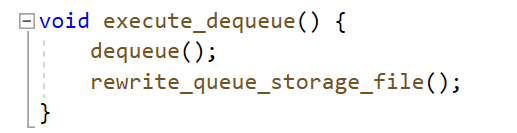 void execute_dequeue() {
    dequeue();
    rewrite_queue_storage_file();
}